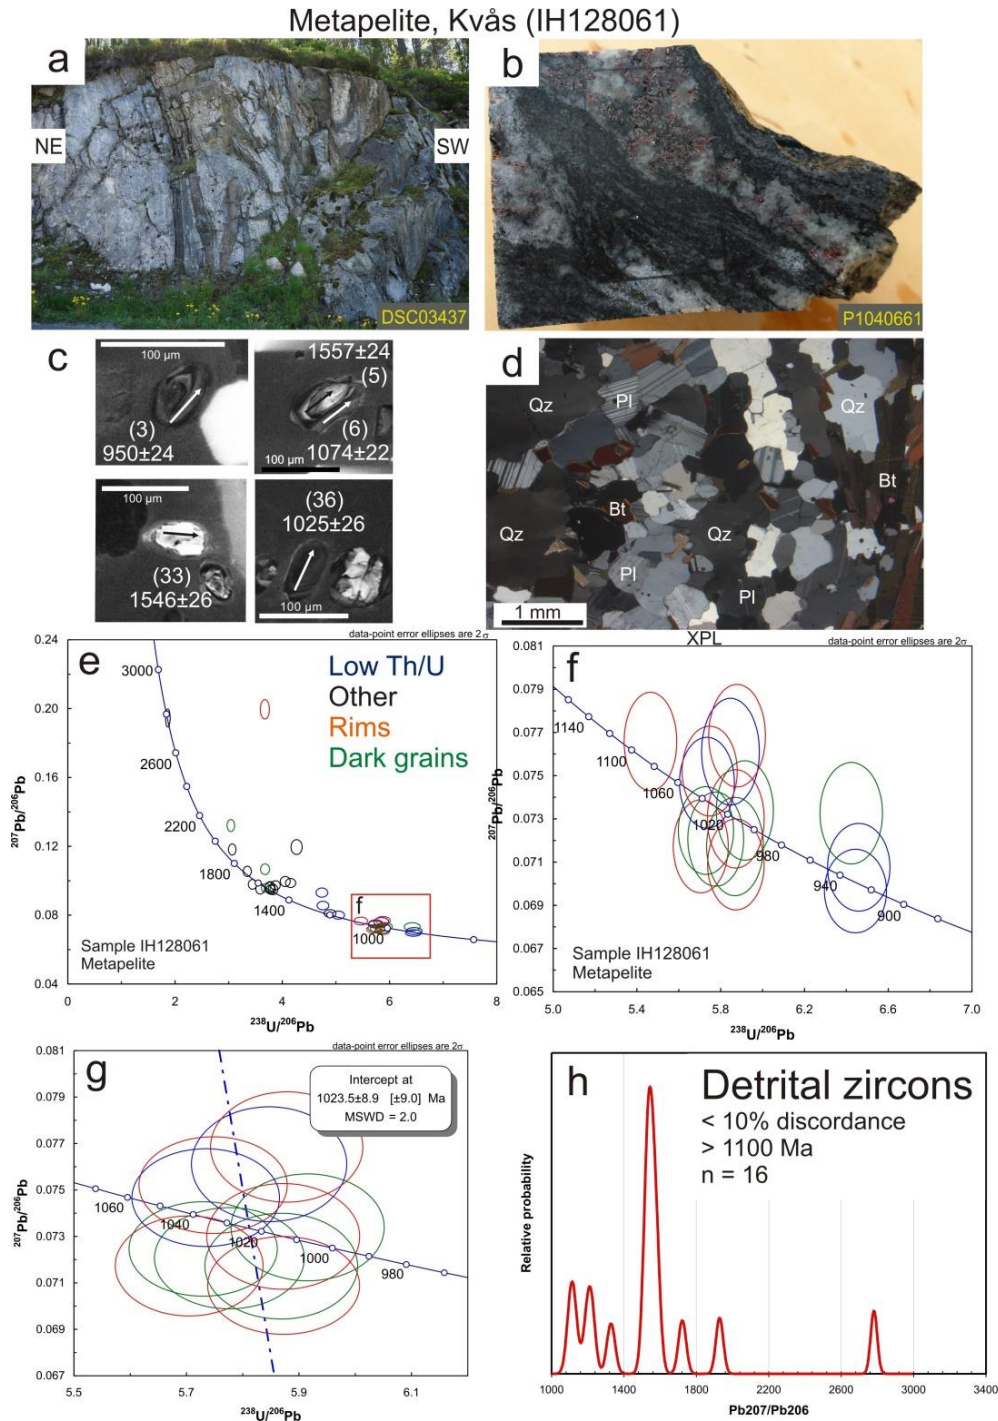 Metapelite, Kvås (IH128061)
a
NE
SW
DSC03437
b
P1040661
c
100 µm
(3)
950±24
1557±24
(5)
(6)
1074±22
100 µm
100 µm
(33)
1546±26
(36)
1025±26
100 µm
d
Qz
Pl
Qz
Bt
Bt
Qz
Qz
Pl
Pl
1 mm
XPL
data-point error ellipses are 2σ
e
Low Th/U
Other
Rims
Dark grains
3000
2600
2200
1800
1400
1000
f
Sample IH128061
Metapelite
0.24
0.20
0.16
0.12
0.08
0.04
207Pb/206Pb
0 2 4 6 8
238U/206Pb
data-point error ellipses are 2σ
f
1140
1100
1060
1020
980
940
900
Sample IH128061
Metapelite
0.081
0.079
0.077
0.075
0.073
0.071
0.069
0.067
0.065
207Pb/206Pb
5.0 5.4 5.8 6.2 6.6 7.0
238U/206Pb
data-point error ellipses are 2σ
g
Intercept at
1023.5±8.9 [±9.0] Ma
MSWD = 2.0
1060
1040
1020
1000
980
0.081
0.079
0.077
0.075
0.073
0.071
0.069
0.067
207Pb/206Pb
5.5 5.7 5.9 6.1
238U/206Pb
h
Detrital zircons
< 10% discordance
> 1100 Ma
n = 16
Relative probability
1000 1400 1800 2200 2600 3000 3400
Pb207/Pb206